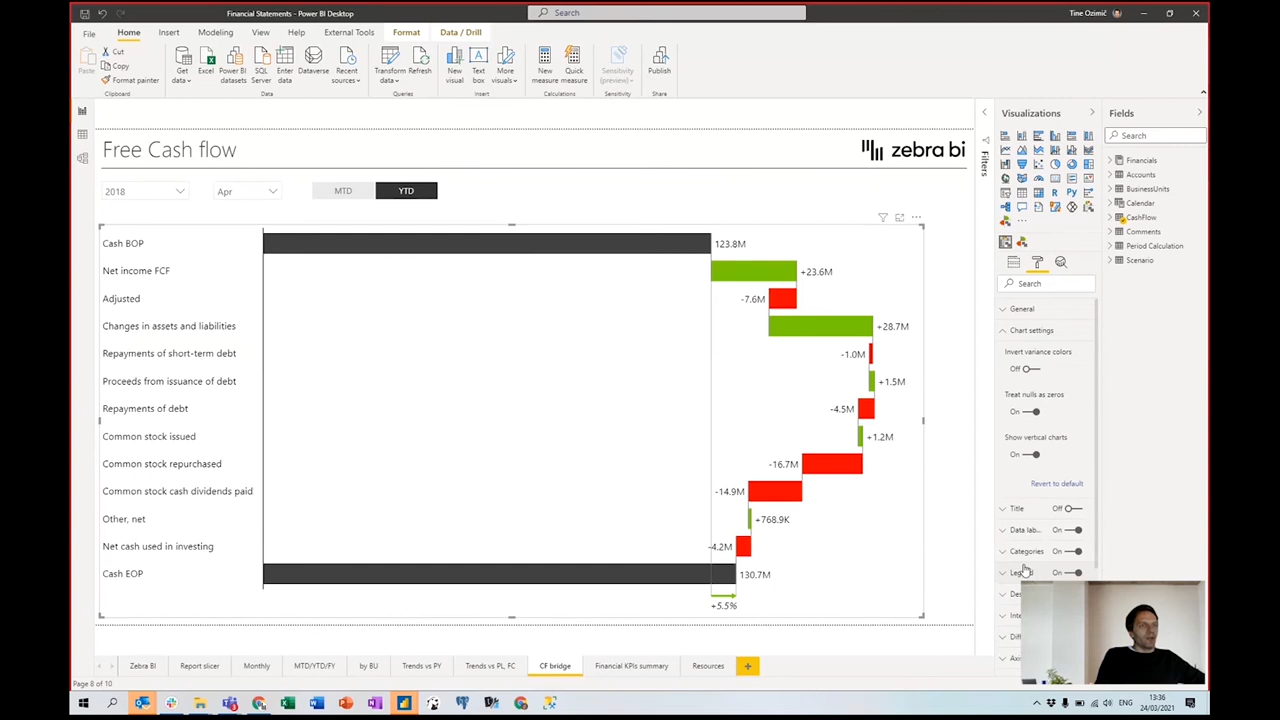 Financial Statements - Power BI Desktop
Search
Tine Ozimič
File Home Insert Modeling View Help External Tools Format Data / Drill
Cut
Copy
Format painter
Paste
Get data
Excel
Power BI datasets
SQL Server
Enter data
Dataverse
Recent sources
Transform data
Refresh
New visual
Text box
More visuals
New measure
Quick measure
Sensitivity (preview)
Publish
Clipboard
Data
Queries
Insert
Calculations
Sensitivity
Share
Free Cash flow
zebra bi
2018
Apr
MTD
YTD
Cash BOP 123.8M
Net income FCF +23.6M
Adjusted -7.6M
Changes in assets and liabilities +28.7M
Repayments of short-term debt -1.0M
Proceeds from issuance of debt +1.5M
Repayments of debt -4.5M
Common stock issued +1.2M
Common stock repurchased -16.7M
Common stock cash dividends paid -14.9M
Other, net +768.9K
Net cash used in investing -4.2M
Cash EOP 130.7M
+5.5%
Filters
Visualizations
R Py
Search
General
Chart settings
Invert variance colors
Off
Treat nulls as zeros
On
Show vertical charts
On
Revert to default
Title Off
Data lab... On
Categories On
On
Fields
Search
Financials
Accounts
BusinessUnits
Calendar
CashFlow
Comments
Period Calculation
Scenario
Zebra BI
Report slicer
Monthly
MTD/YTD/FY
by BU
Trends vs PY
Trends vs PL, FC
CF bridge
Financial KPIs summary
Resources
Page 8 of 10
ENG
13:36
24/03/2021